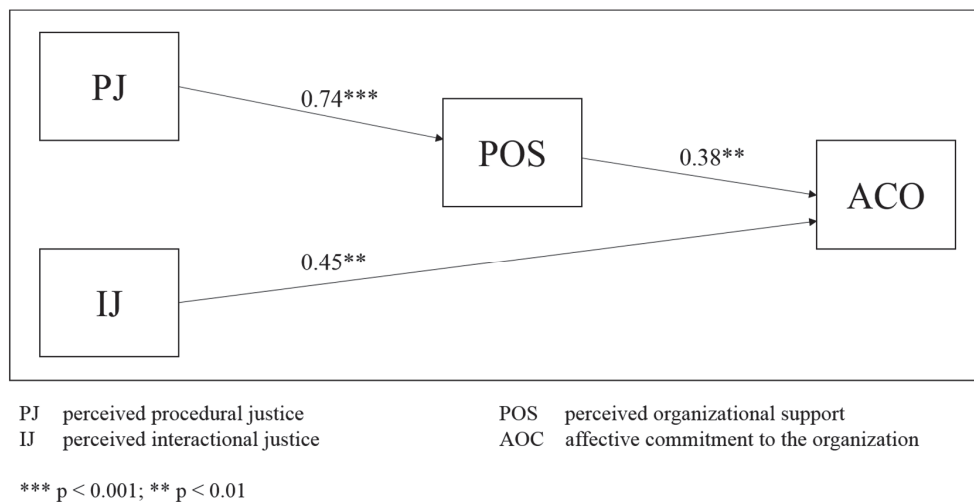 PJ
0.74***
POS
0.38**
ACO
0.45**
IJ
PJ perceived procedural justice
IJ perceived interactional justice
POS perceived organizational support
AOC affective commitment to the organization
*** p < 0.001; ** p < 0.01